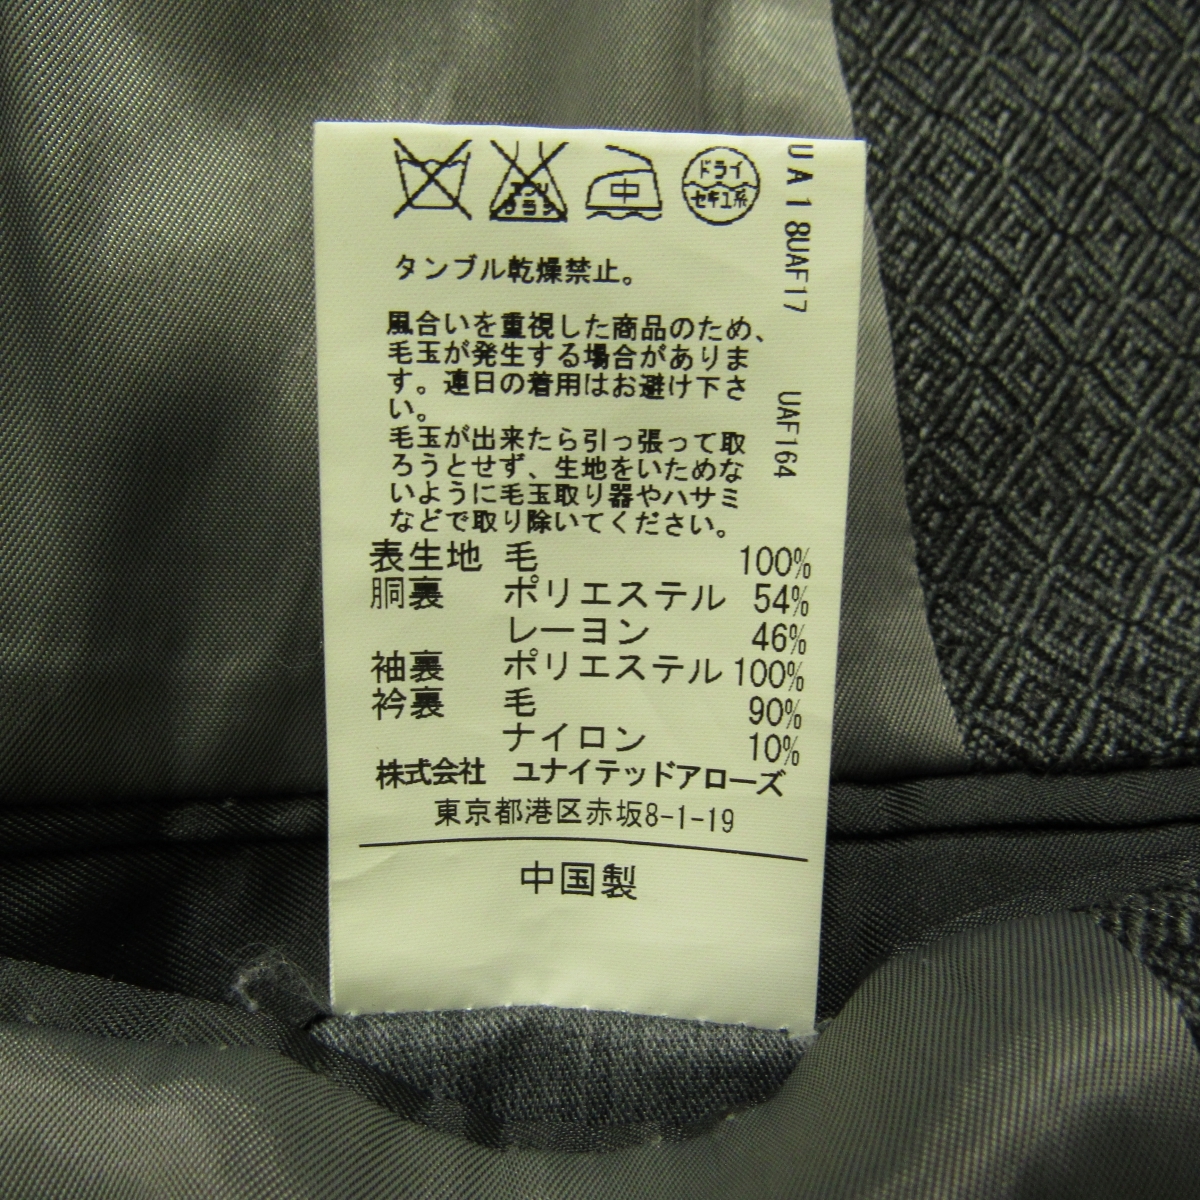 エンソ
サラシ
中
ドライ
セキユ系
タンブル乾燥禁止。
風合いを重視した商品のため、
毛玉が発生する場合がありま
す。連日の着用はお避け下さ
い。
毛玉が出来たら引っ張って取
ろうとせず、生地をいためな
いように毛玉取り器やハサミ
などで取り除いてください。
表生地 毛 100%
胴裏 ポリエステル 54%
レーヨン 46%
袖裏 ポリエステル 100%
衿裏 毛 90%
ナイロン 10%
株式会社 ユナイテッドアローズ
東京都港区赤坂8-1-19
中国製
UA18UAF17 UAF164